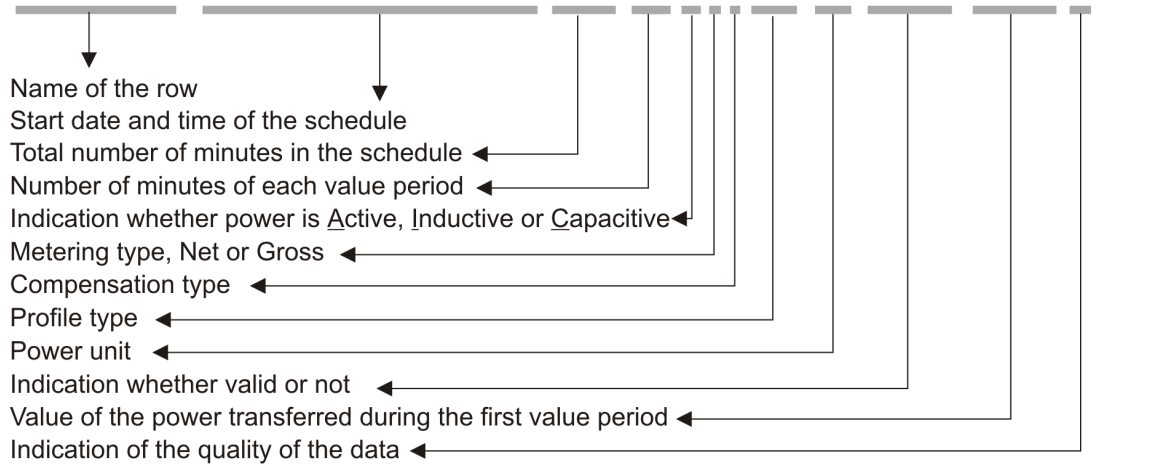 Name of the row
Start date and time of the schedule
Total number of minutes in the schedule
Number of minutes of each value period
Indication whether power is Active, Inductive or Capacitive
Metering type, Net or Gross
Compensation type
Profile type
Power unit
Indication whether valid or not
Value of the power transferred during the first value period
Indication of the quality of the data